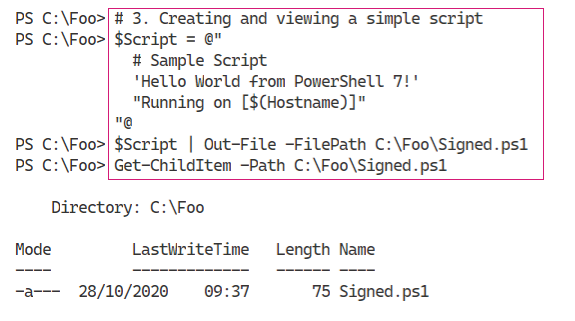 PS C:\Foo> # 3. Creating and viewing a simple script
PS C:\Foo> $Script = @"
  # Sample Script
  'Hello World from PowerShell 7!'
  "Running on [$(Hostname)]"
"@
PS C:\Foo> $Script | Out-File -FilePath C:\Foo\Signed.ps1
PS C:\Foo> Get-ChildItem -Path C:\Foo\Signed.ps1
    Directory: C:\Foo
Mode         LastWriteTime   Length Name
----         -------------   ------ ----
-a---  28/10/2020    09:37       75 Signed.ps1